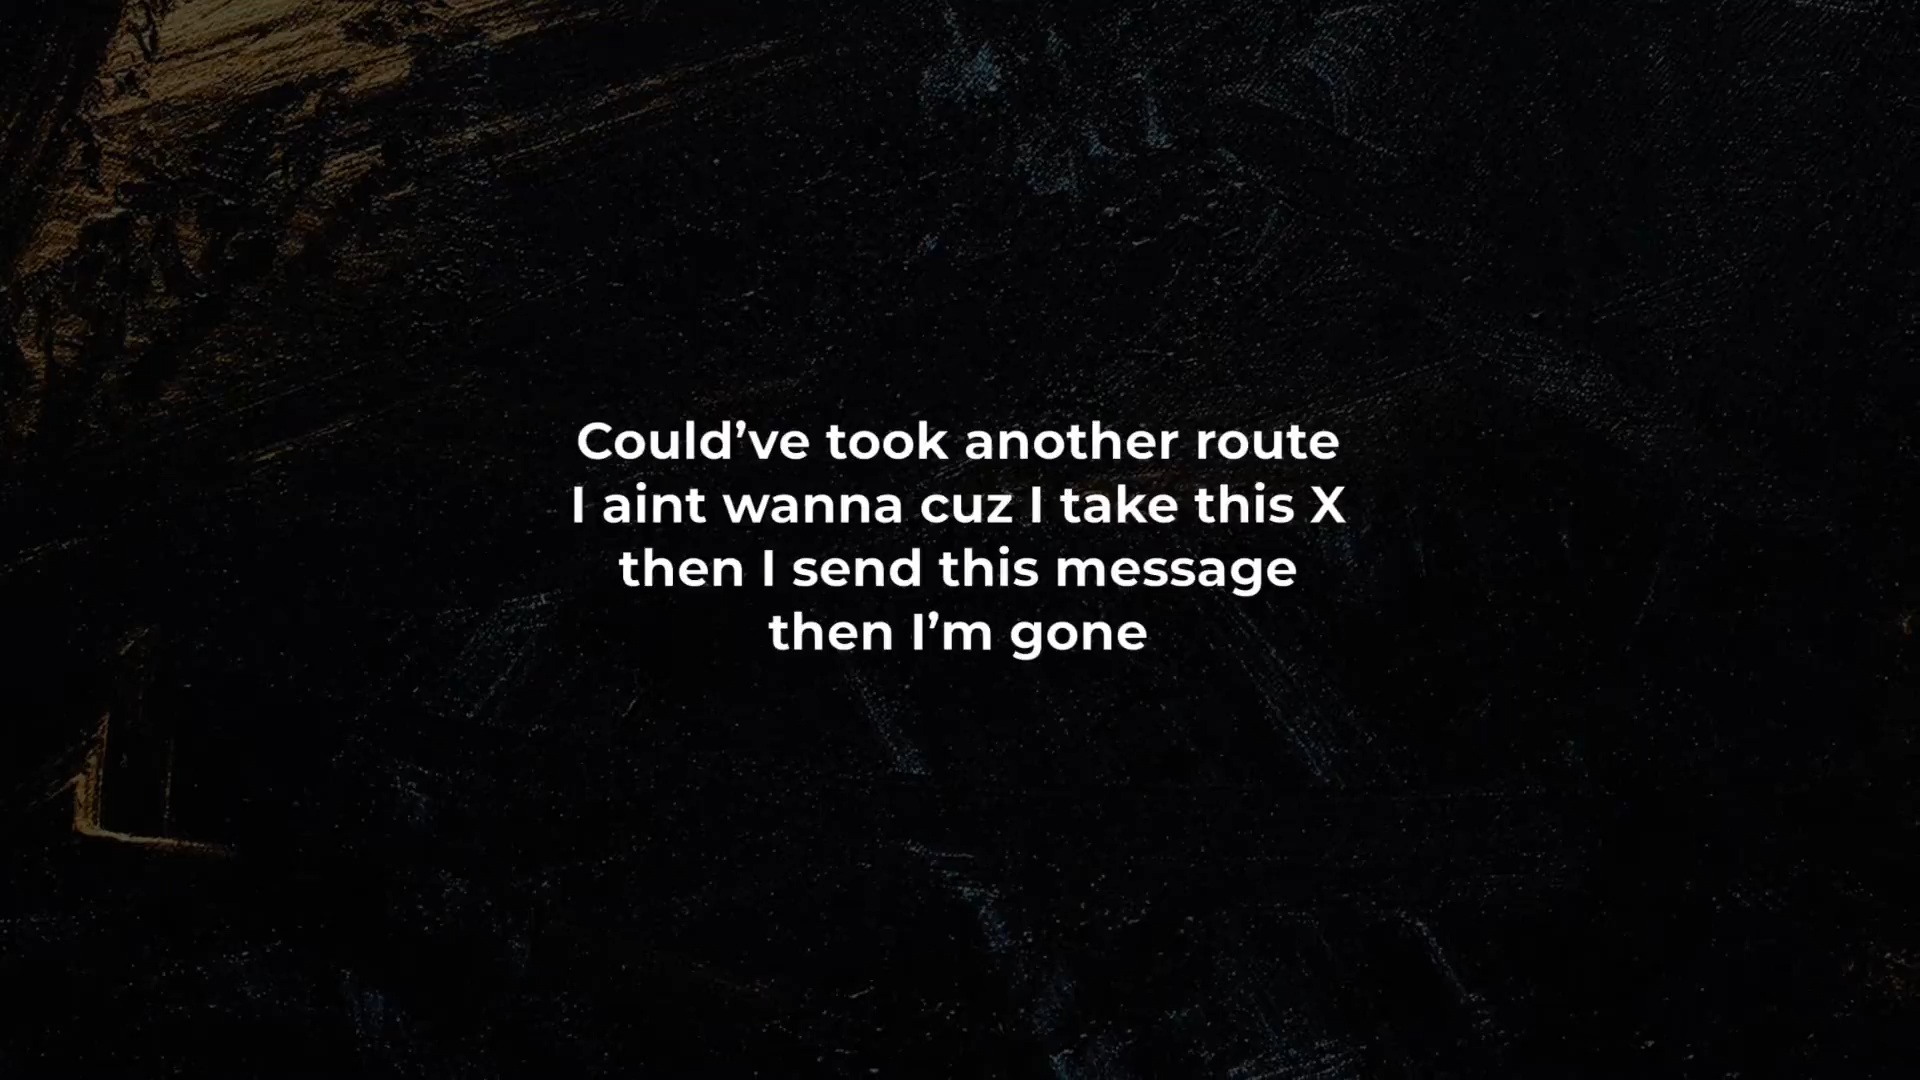 Could’ve took another route
I aint wanna cuz I take this X
then I send this message
then I’m gone